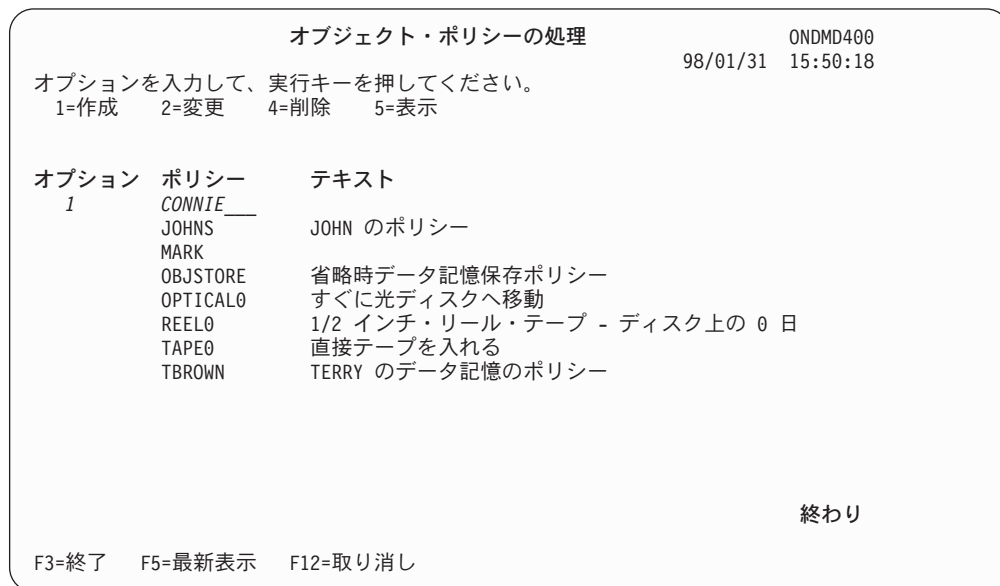 オブジェクト・ポリシーの処理 ONDMD400
98/01/31 15:50:18
オプションを入力して、実行キーを押してください。
1=作成 2=変更 4=削除 5=表示
オプション ポリシー テキスト
1 CONNIE___
JOHNS JOHN のポリシー
MARK
OBJSTORE 省略時データ記憶保存ポリシー
OPTICAL0 すぐに光ディスクへ移動
REEL0 1/2 インチ・リール・テープ - ディスク上の 0 日
TAPE0 直接テープを入れる
TBROWN TERRY のデータ記憶のポリシー
終わり
F3=終了 F5=最新表示 F12=取り消し